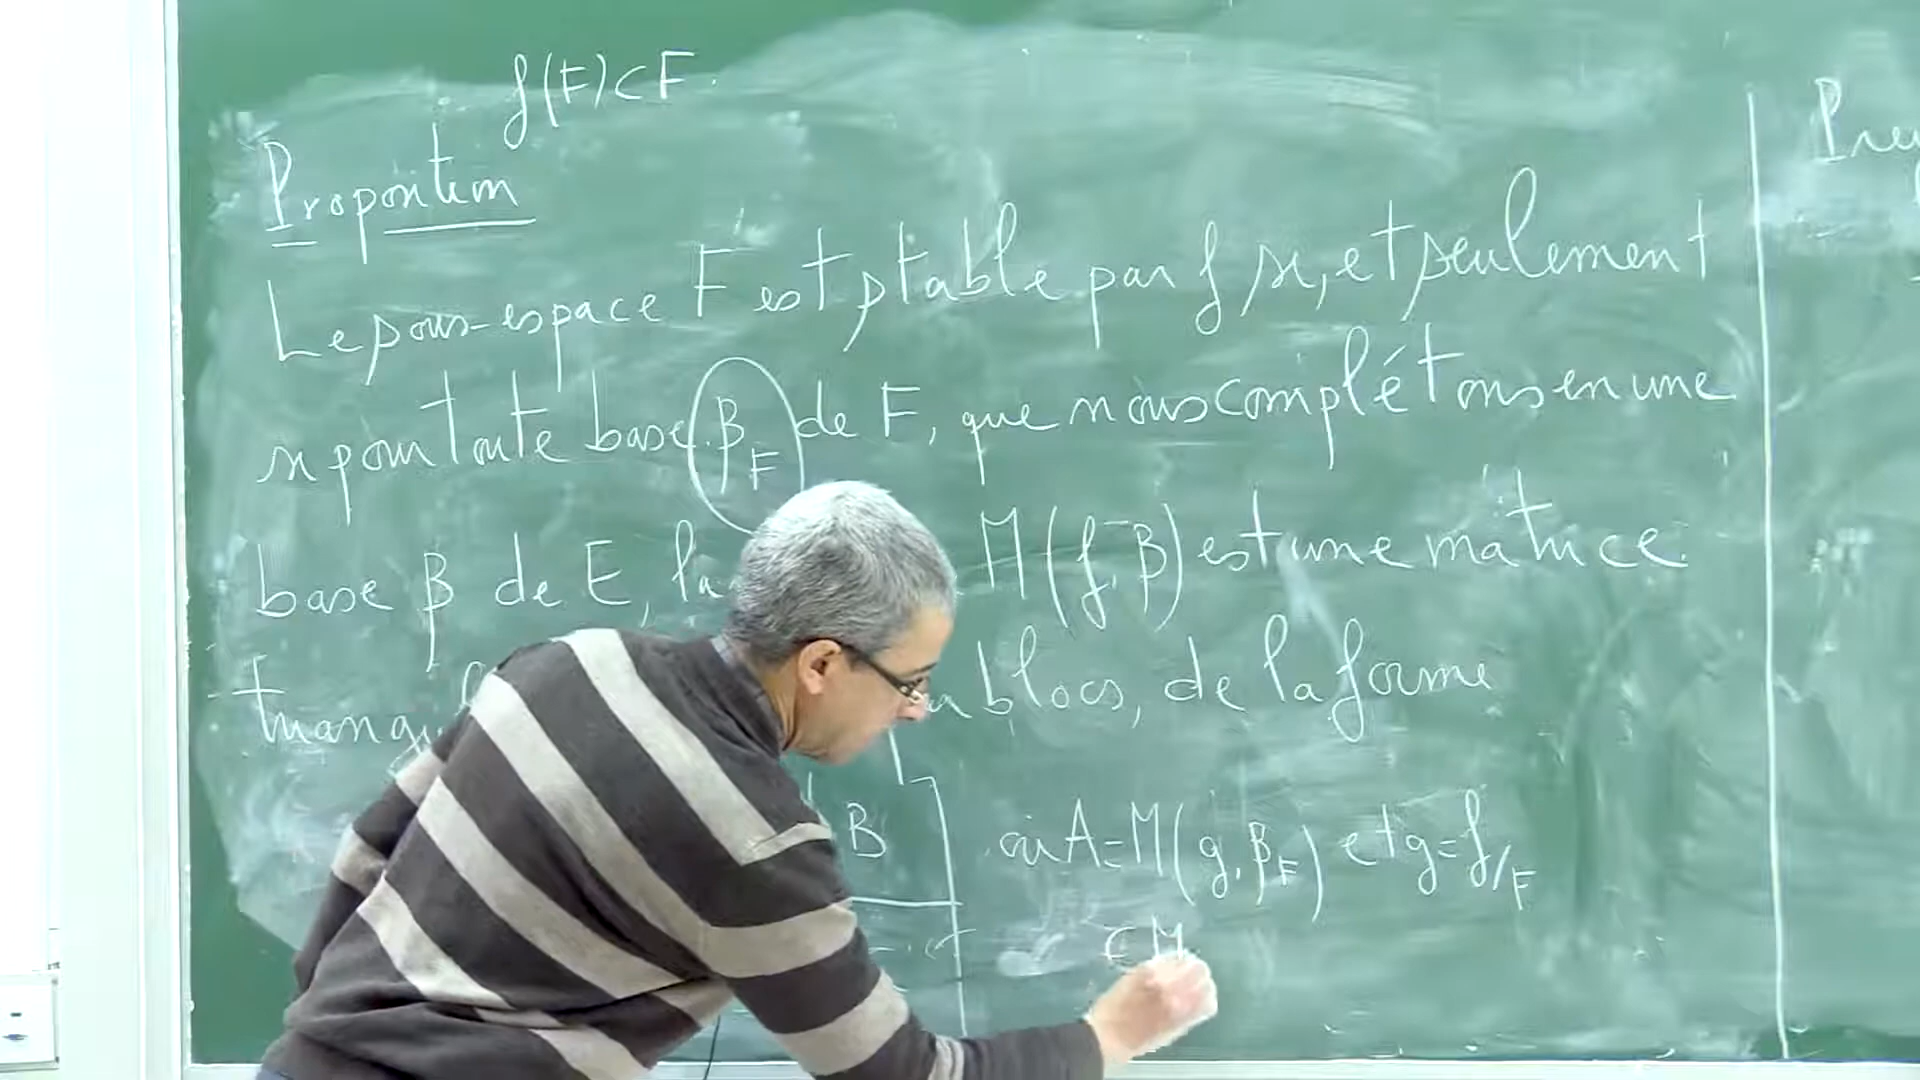 f(F)⊂F.
Proposition
Le sous-espace F est stable par f si, et seulement
si pour toute base β_F de F, que nous complétons en une
base β de E, la M(f,β) est une matrice
blocs, de la forme
B où A=M(g,β_F) et g=f/F
∈ M